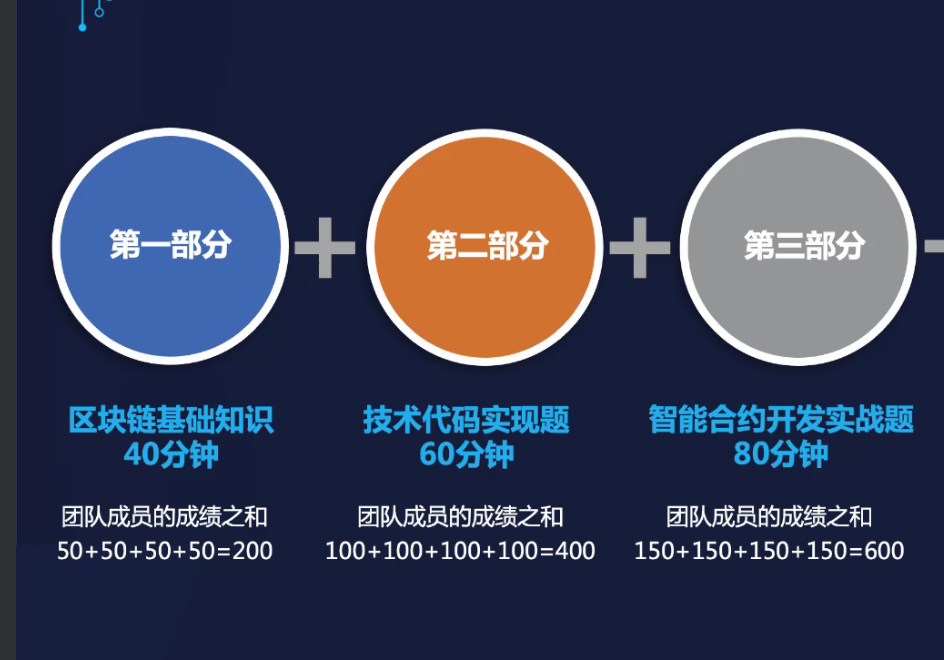 第一部分
第二部分
第三部分
区块链基础知识
40分钟
技术代码实现题
60分钟
智能合约开发实战题
80分钟
团队成员的成绩之和
50+50+50+50=200
团队成员的成绩之和
100+100+100+100=400
团队成员的成绩之和
150+150+150+150=600